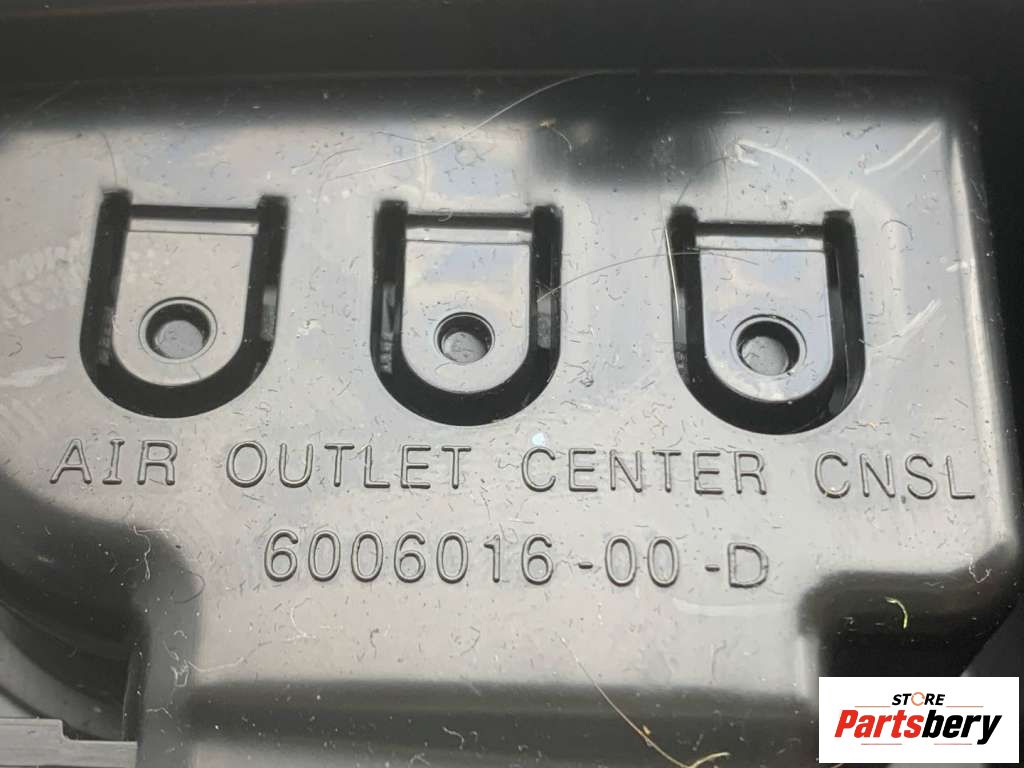 AIR OUTLET CENTER CNSL
6006016-00-D
STORE
Partsbery